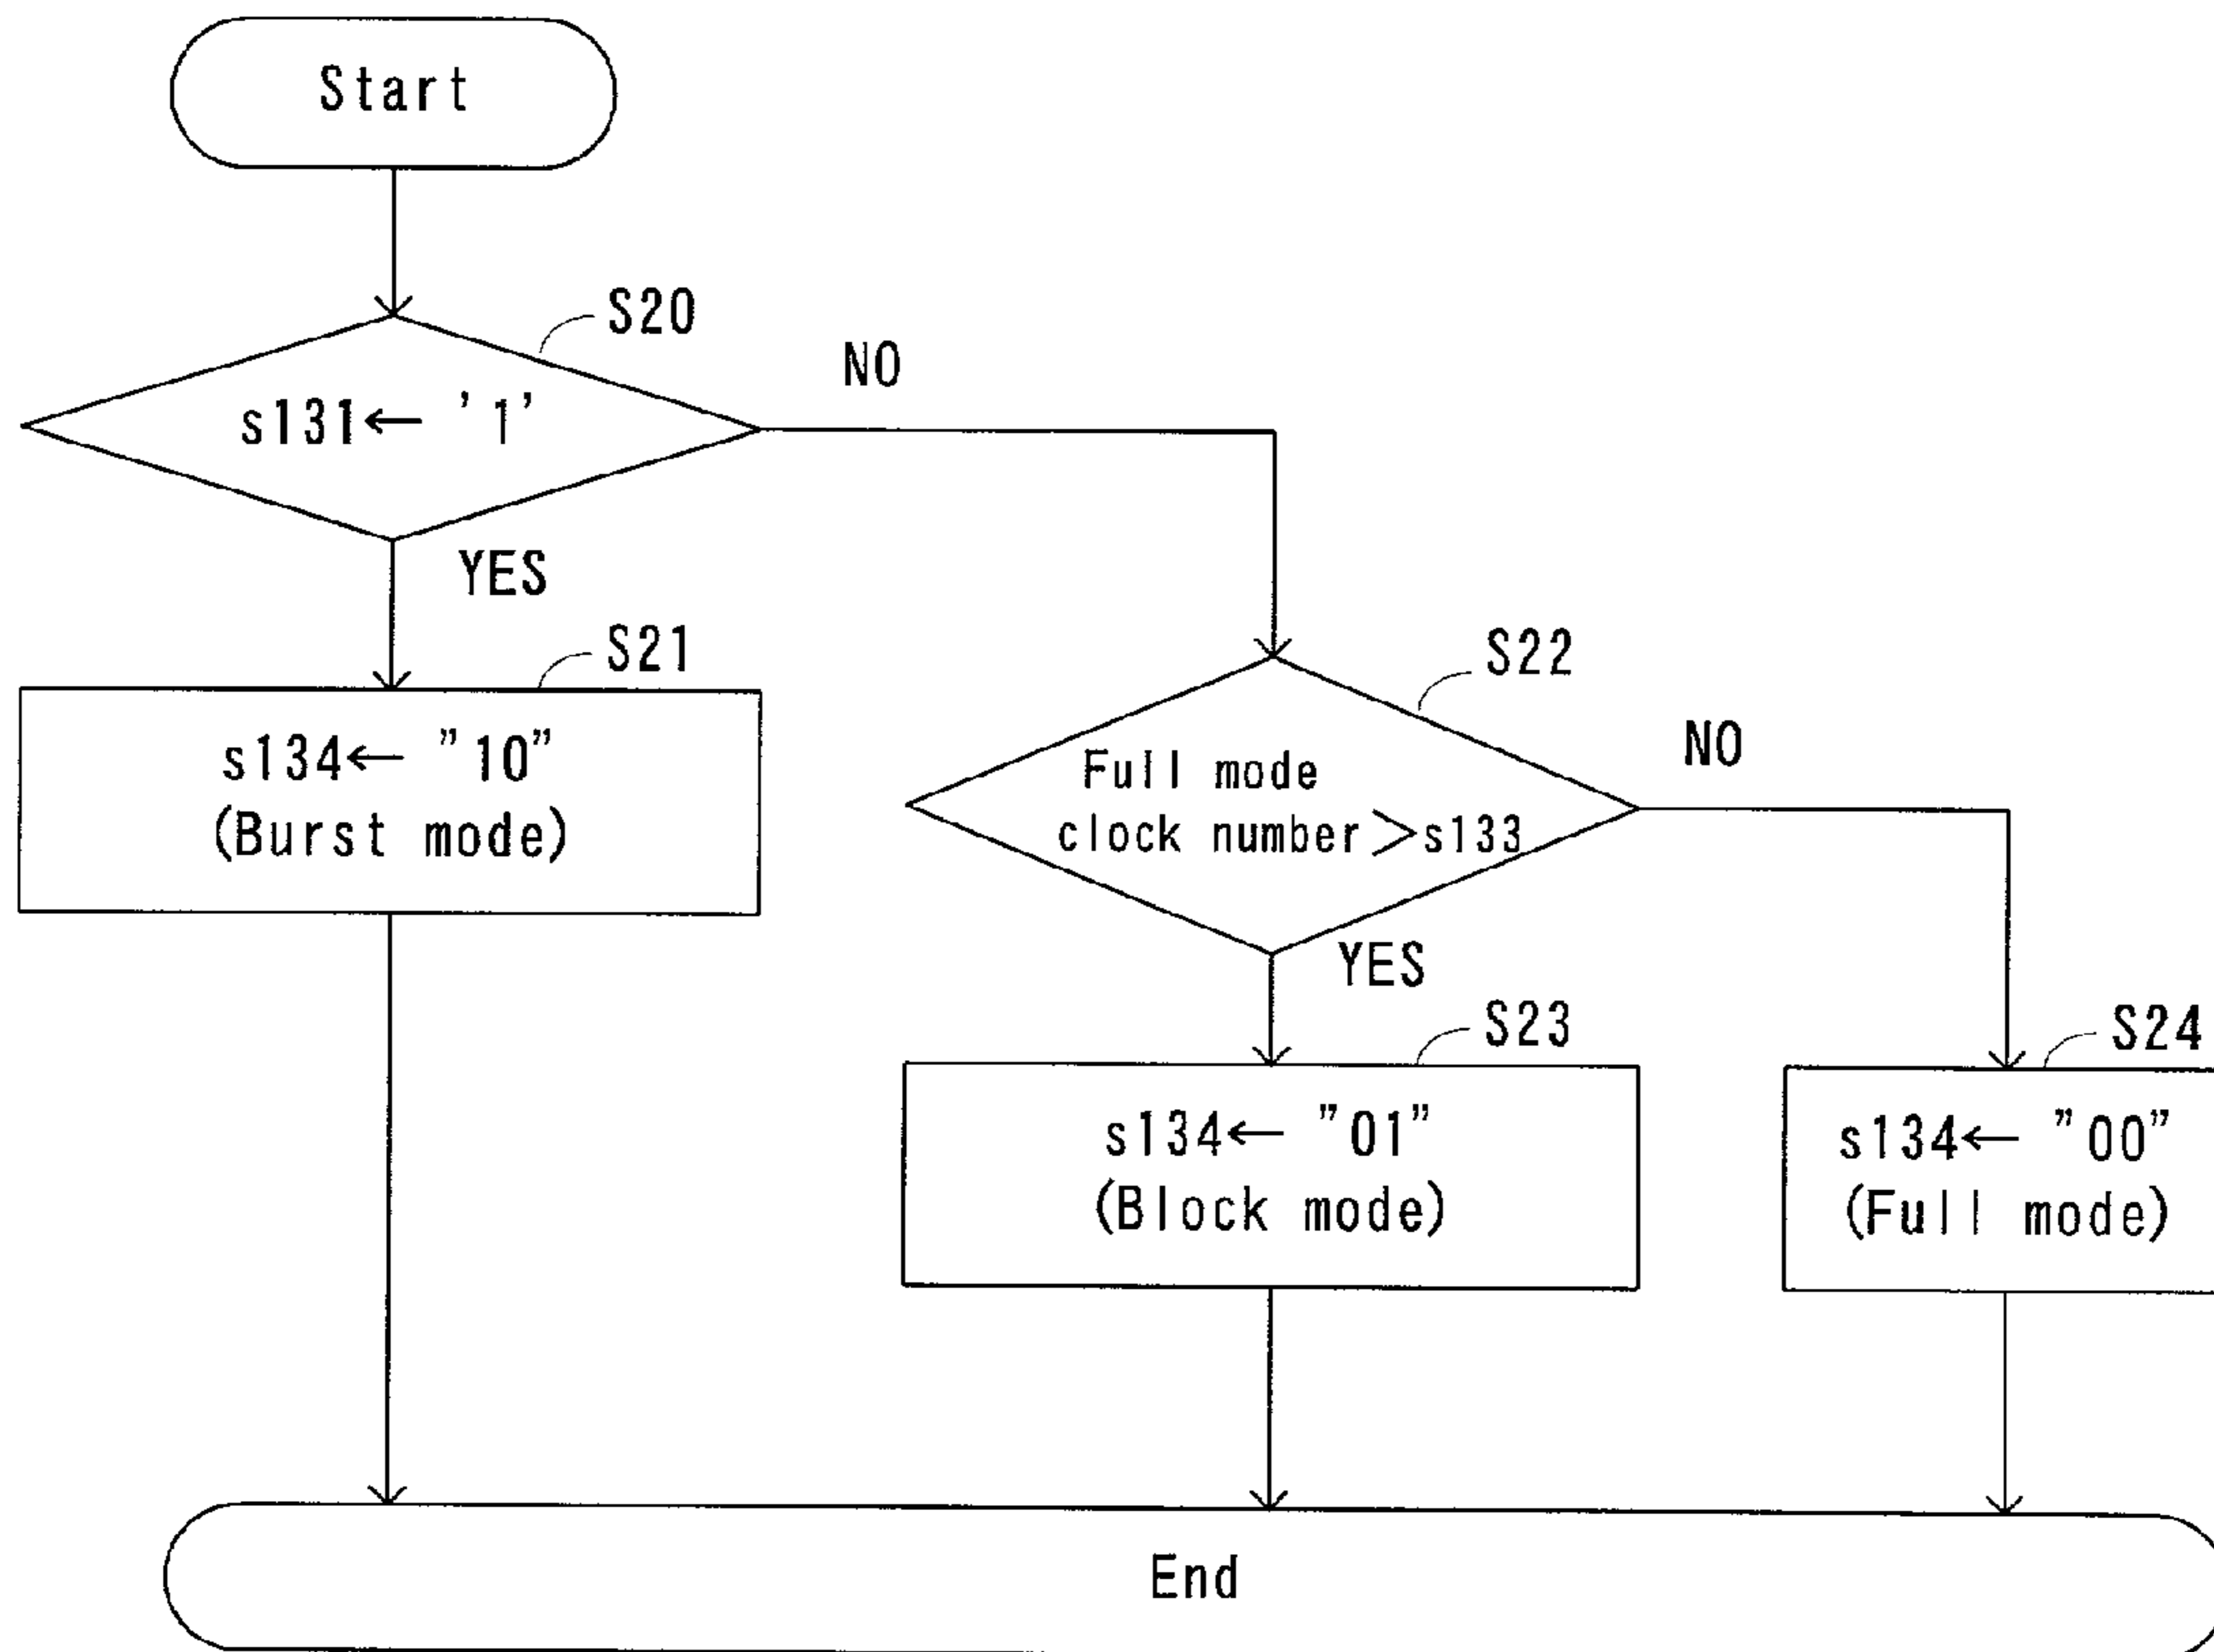 Start
S20
s131← '1'
NO
YES
S21
s134← "10"
(Burst mode)
S22
Full mode
clock number>s133
NO
YES
S23
s134← "01"
(Block mode)
S24
s134← "00"
(Full mode)
End